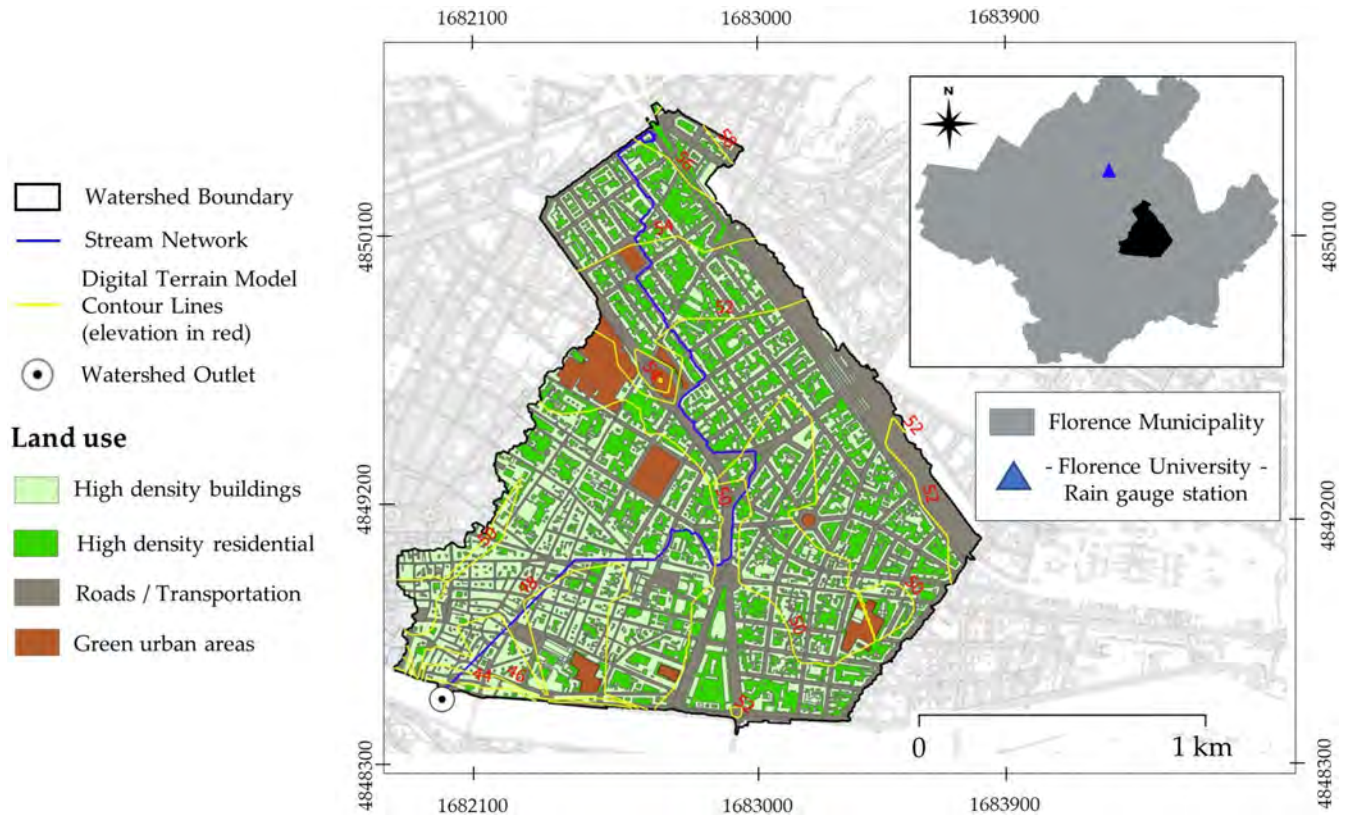 1682100
1683000
1683900
Watershed Boundary
Stream Network
Digital Terrain Model
Contour Lines
(elevation in red)
Watershed Outlet
Land use
High density buildings
High density residential
Roads / Transportation
Green urban areas
4850100
4849200
4848300
54
52
50
52
52
50
48
50
44
46
N
Florence Municipality
- Florence University -
Rain gauge station
0
1 km
4850100
4849200
4848300
1682100
1683000
1683900